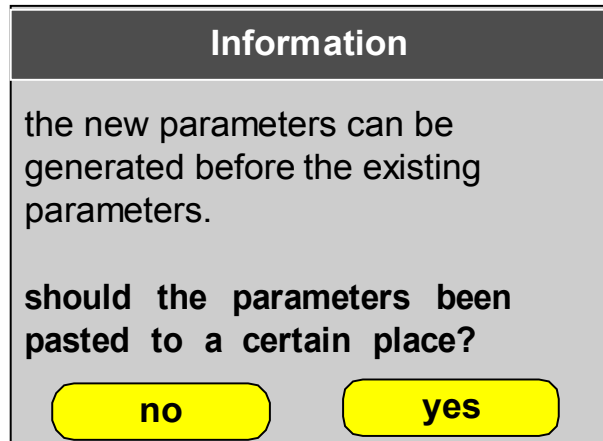 Information
the new parameters can be
generated before the existing
parameters.
should the parameters been
pasted to a certain place?
no yes